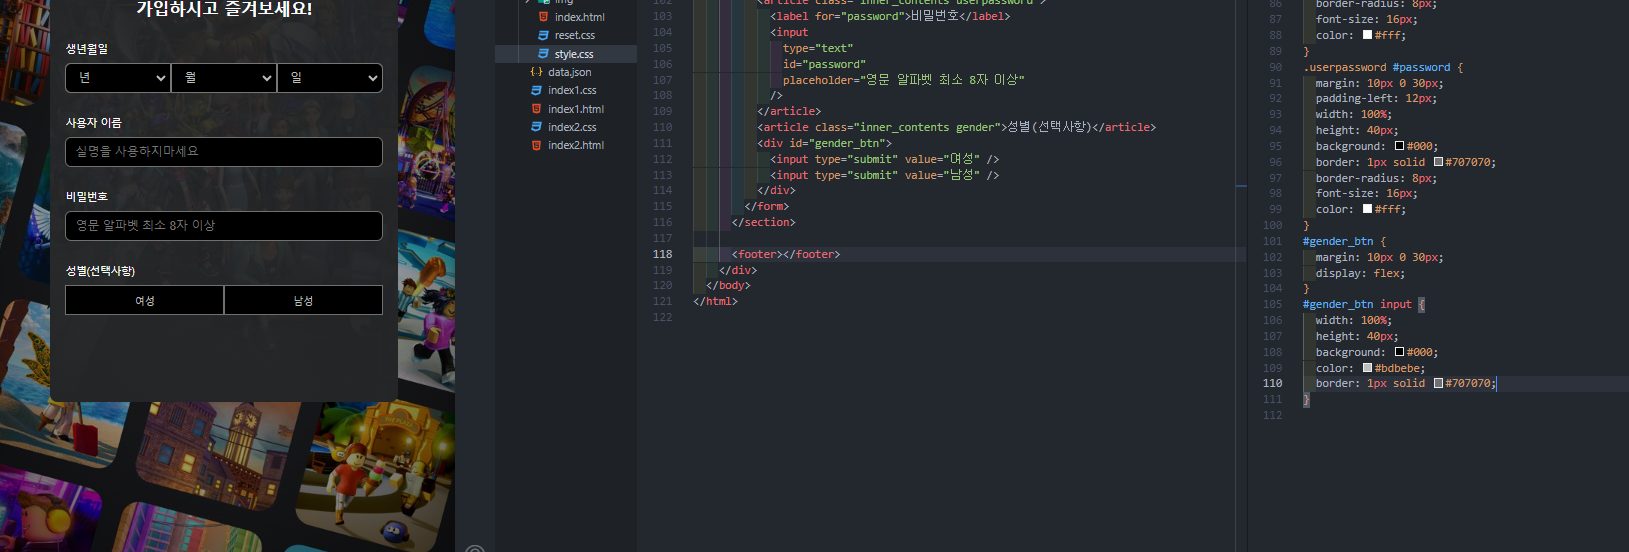 가입하시고 즐겨보세요!
생년월일
년
월
일
사용자 이름
실명을 사용하지마세요
비밀번호
영문 알파벳 최소 8자 이상
성별(선택사항)
여성
남성
img
index.html
reset.css
style.css
data.json
index1.css
index1.html
index2.css
index2.html
102 <article class="inner_contents userpassword">
103 <label for="password">비밀번호</label>
104 <input
105 type="text"
106 id="password"
107 placeholder="영문 알파벳 최소 8자 이상"
108 />
109 </article>
110 <article class="inner_contents gender">성별(선택사항)</article>
111 <div id="gender_btn">
112 <input type="submit" value="여성" />
113 <input type="submit" value="남성" />
114 </div>
115 </form>
116 </section>
117
118 <footer></footer>
119 </div>
120 </body>
121 </html>
122
86 border-radius: 8px;
87 font-size: 16px;
88 color: #fff;
89 }
90 .userpassword #password {
91 margin: 10px 0 30px;
92 padding-left: 12px;
93 width: 100%;
94 height: 40px;
95 background: #000;
96 border: 1px solid #707070;
97 border-radius: 8px;
98 font-size: 16px;
99 color: #fff;
100 }
101 #gender_btn {
102 margin: 10px 0 30px;
103 display: flex;
104 }
105 #gender_btn input {
106 width: 100%;
107 height: 40px;
108 background: #000;
109 color: #bdbebe;
110 border: 1px solid #707070;
111 }
112